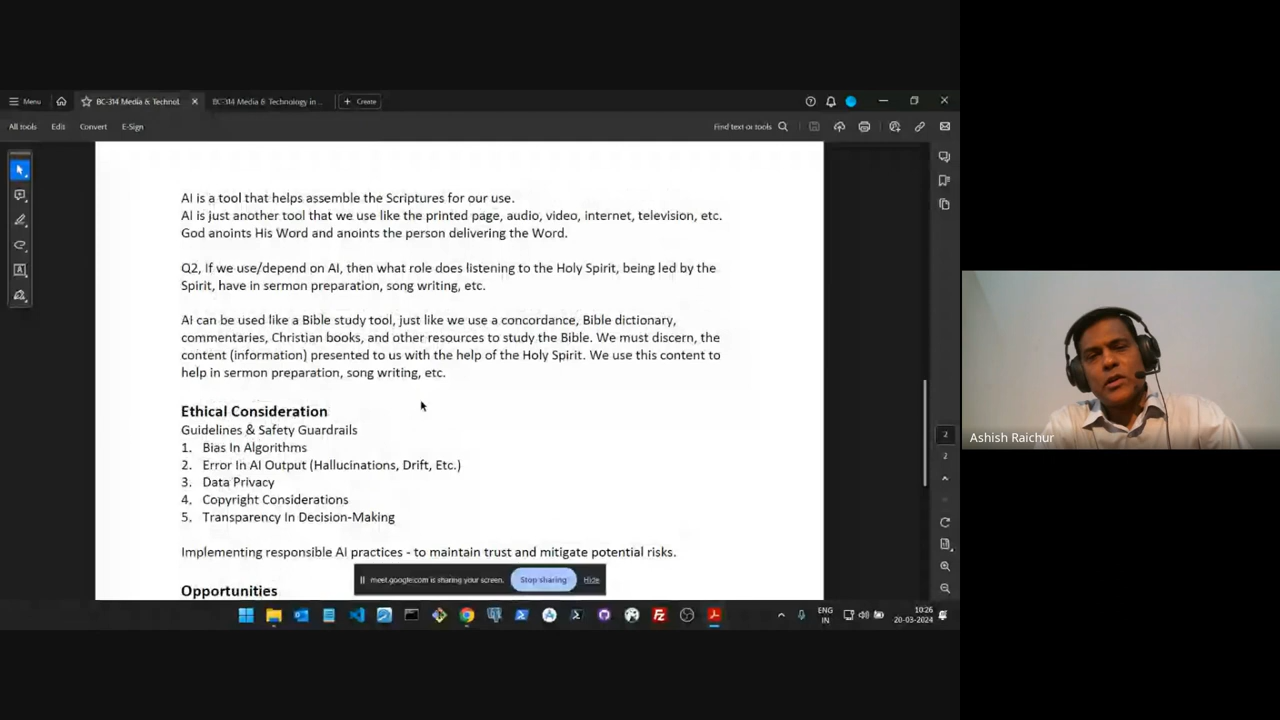 Menu
BC-314 Media & Technol.
BC-314 Media & Technology in...
Create
All tools
Edit
Convert
E-Sign
Find text or tools
AI is a tool that helps assemble the Scriptures for our use.
AI is just another tool that we use like the printed page, audio, video, internet, television, etc.
God anoints His Word and anoints the person delivering the Word.
Q2, If we use/depend on AI, then what role does listening to the Holy Spirit, being led by the
Spirit, have in sermon preparation, song writing, etc.
AI can be used like a Bible study tool, just like we use a concordance, Bible dictionary,
commentaries, Christian books, and other resources to study the Bible. We must discern, the
content (information) presented to us with the help of the Holy Spirit. We use this content to
help in sermon preparation, song writing, etc.
Ethical Consideration
Guidelines & Safety Guardrails
1. Bias In Algorithms
2. Error In AI Output (Hallucinations, Drift, Etc.)
3. Data Privacy
4. Copyright Considerations
5. Transparency In Decision-Making
Implementing responsible AI practices - to maintain trust and mitigate potential risks.
Opportunities
meet.google.com is sharing your screen.
Stop sharing
Hide
2
2
Ashish Raichur
ENG
IN
10:26
20-03-2024